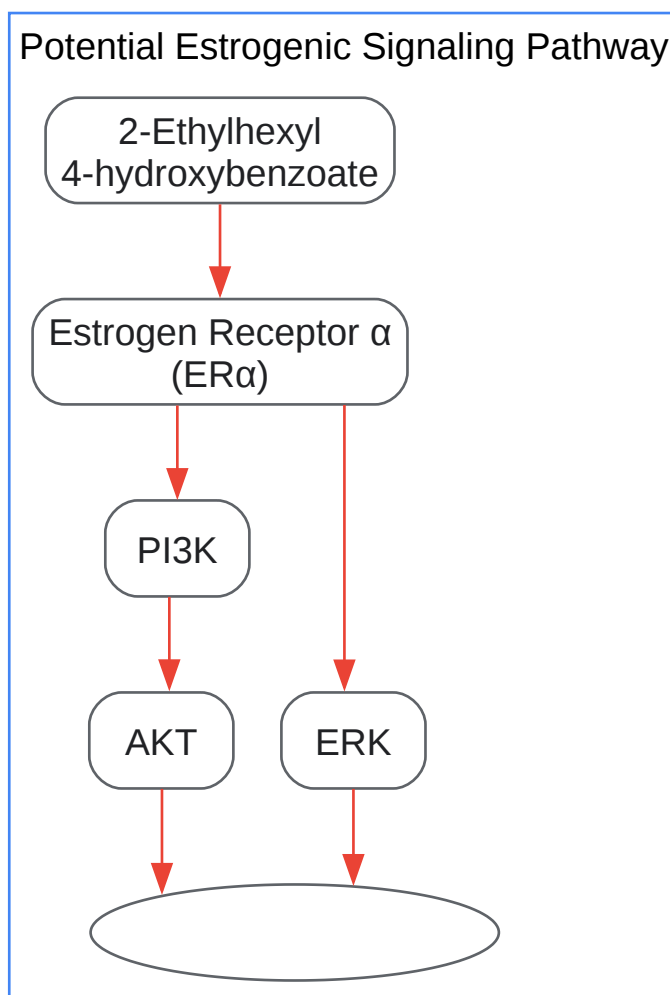 Potential Estrogenic Signaling Pathway
2-Ethylhexyl
4-hydroxybenzoate
Estrogen Receptor α
(ERα)
PI3K
AKT
ERK